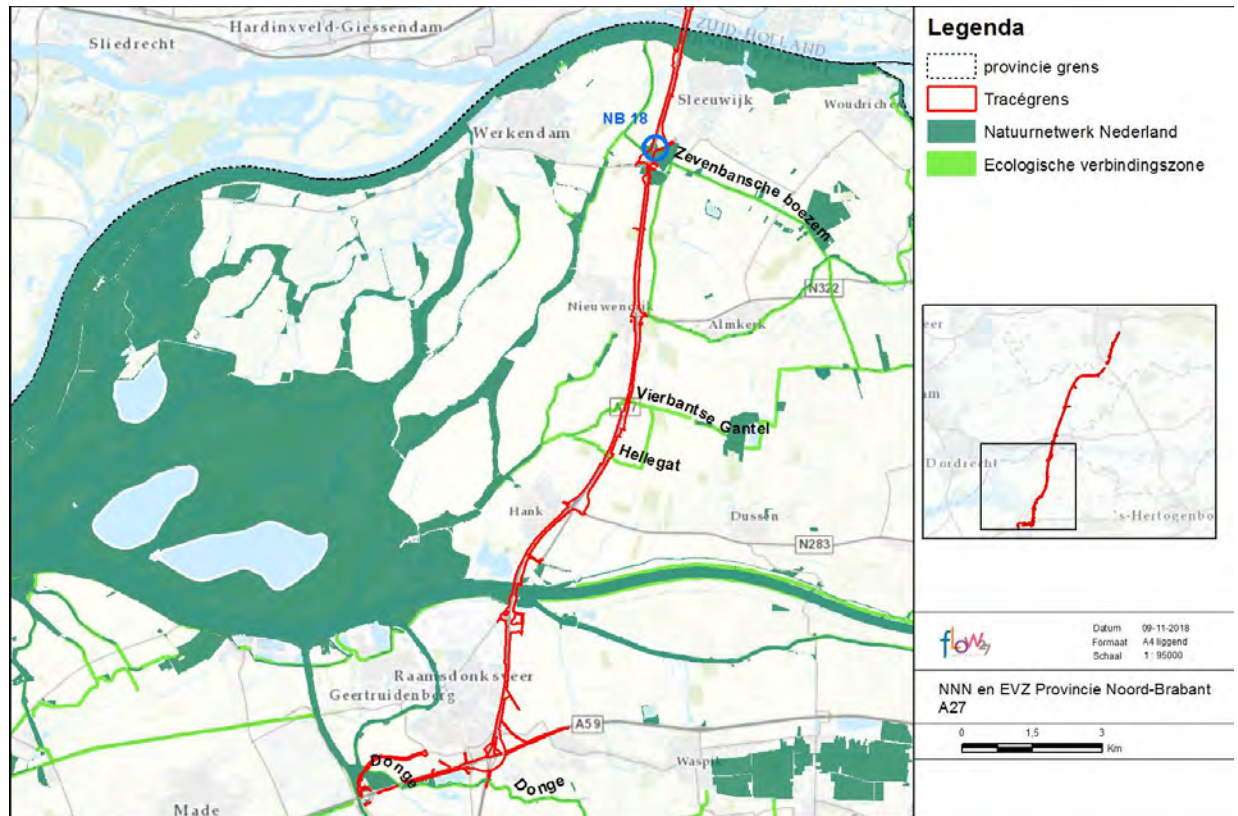 Hardinxveld-Giessendam
Sliedrecht
ZUID-HOLLAND
Sleeuwijk
NB 18
Werkendam
Zevenbansche boezem
N322
Nieuwendijk
Almkerk
Vierbantse Gantel
Hellegat
Hank
Dussen
N283
Raamsdonksveer
Geertruidenberg
A59
Donge
Donge
Waspik
Made
Legenda
provincie grens
Tracégrens
Natuurnetwerk Nederland
Ecologische verbindingszone
Dordrecht
's-Hertogenbo
flow27
Datum 09-11-2018
Formaat A4 liggend
Schaal 1 : 95000
NNN en EVZ Provincie Noord-Brabant
A27
0 1,5 3
Km